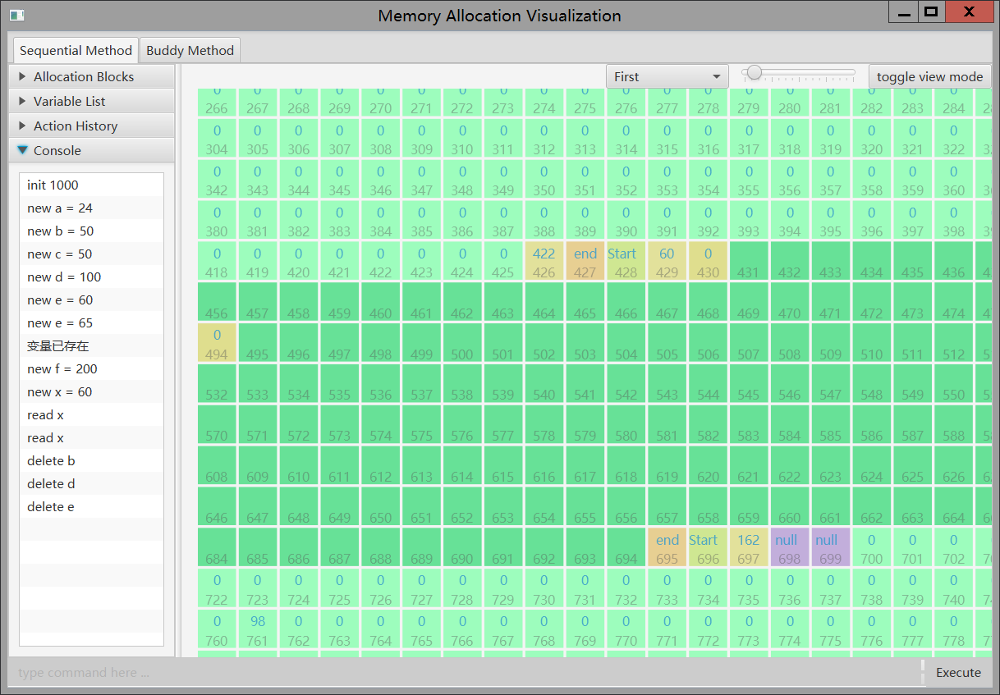 Memory Allocation Visualization
Sequential Method Buddy Method
Allocation Blocks
Variable List
Action History
Console
init 1000
new a = 24
new b = 50
new c = 50
new d = 100
new e = 60
new e = 65
变量已存在
new f = 200
new x = 60
read x
read x
delete b
delete d
delete e
First toggle view mode
0 0 0 0 0 0 0 0 0 0 0 0 0 0 0 0 0 0 0
266 267 268 269 270 271 272 273 274 275 276 277 278 279 280 281 282 283 284
0 0 0 0 0 0 0 0 0 0 0 0 0 0 0 0 0 0 0
304 305 306 307 308 309 310 311 312 313 314 315 316 317 318 319 320 321 322
0 0 0 0 0 0 0 0 0 0 0 0 0 0 0 0 0 0 0
342 343 344 345 346 347 348 349 350 351 352 353 354 355 356 357 358 359 360
0 0 0 0 0 0 0 0 0 0 0 0 0 0 0 0 0 0 0
380 381 382 383 384 385 386 387 388 389 390 391 392 393 394 395 396 397 398
0 0 0 0 0 0 0 0 422 end Start 60 0
418 419 420 421 422 423 424 425 426 427 428 429 430 431 432 433 434 435 436
456 457 458 459 460 461 462 463 464 465 466 467 468 469 470 471 472 473 474
0
494 495 496 497 498 499 500 501 502 503 504 505 506 507 508 509 510 511 512
532 533 534 535 536 537 538 539 540 541 542 543 544 545 546 547 548 549 550
570 571 572 573 574 575 576 577 578 579 580 581 582 583 584 585 586 587 588
608 609 610 611 612 613 614 615 616 617 618 619 620 621 622 623 624 625 626
646 647 648 649 650 651 652 653 654 655 656 657 658 659 660 661 662 663 664
end Start 162 null null 0 0 0
684 685 686 687 688 689 690 691 692 693 694 695 696 697 698 699 700 701 702
0 0 0 0 0 0 0 0 0 0 0 0 0 0 0 0 0 0 0
722 723 724 725 726 727 728 729 730 731 732 733 734 735 736 737 738 739 740
0 98 0 0 0 0 0 0 0 0 0 0 0 0 0 0 0 0 0
760 761 762 763 764 765 766 767 768 769 770 771 772 773 774 775 776 777 778
type command here ... Execute